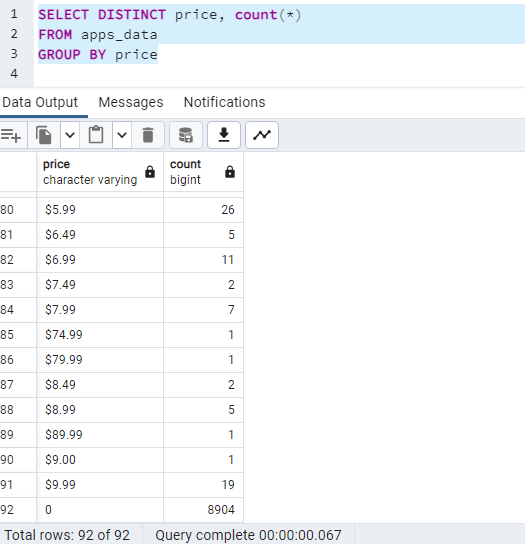 1 SELECT DISTINCT price, count(*)
2 FROM apps_data
3 GROUP BY price
4
Data Output Messages Notifications
price count
character varying bigint
80 $5.99 26
81 $6.49 5
82 $6.99 11
83 $7.49 2
84 $7.99 7
85 $74.99 1
86 $79.99 1
87 $8.49 2
88 $8.99 5
89 $89.99 1
90 $9.00 1
91 $9.99 19
92 0 8904
Total rows: 92 of 92 Query complete 00:00:00.067